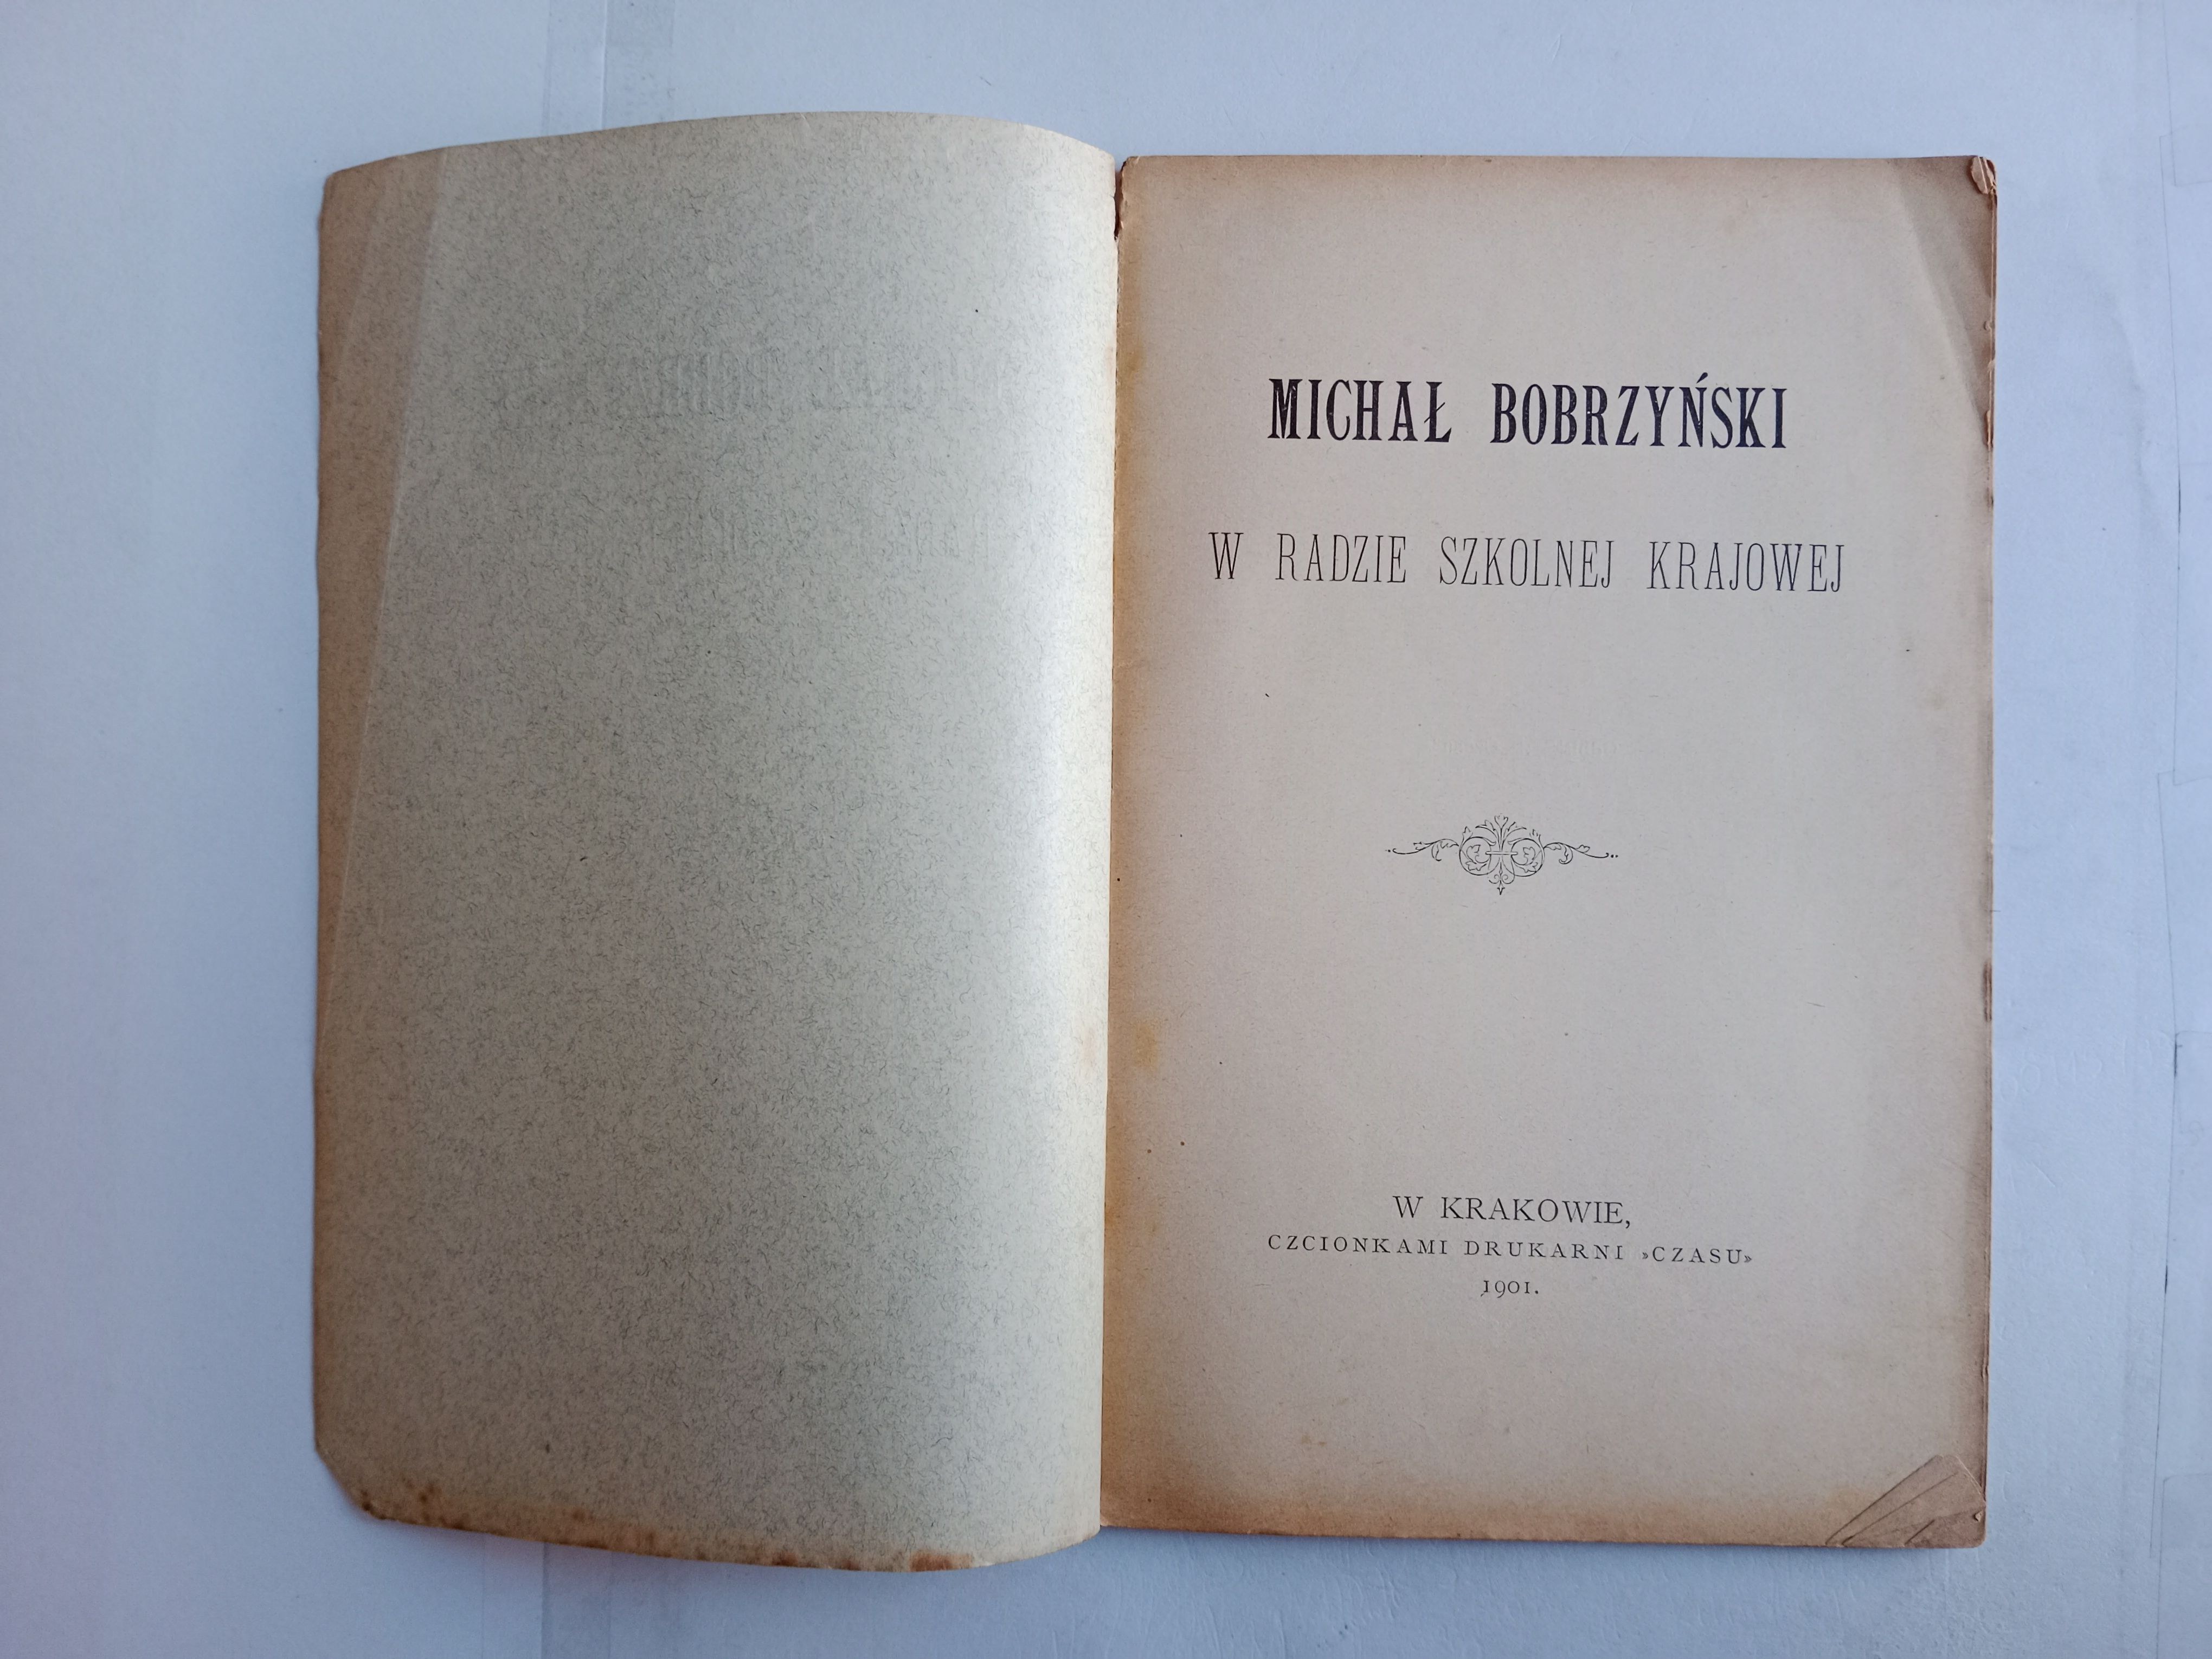 MICHAŁ BOBRZYŃSKI
W RADZIE SZKOLNEJ KRAJOWEJ
W KRAKOWIE,
CZCIONKAMI DRUKARNI »CZASU»
1901.